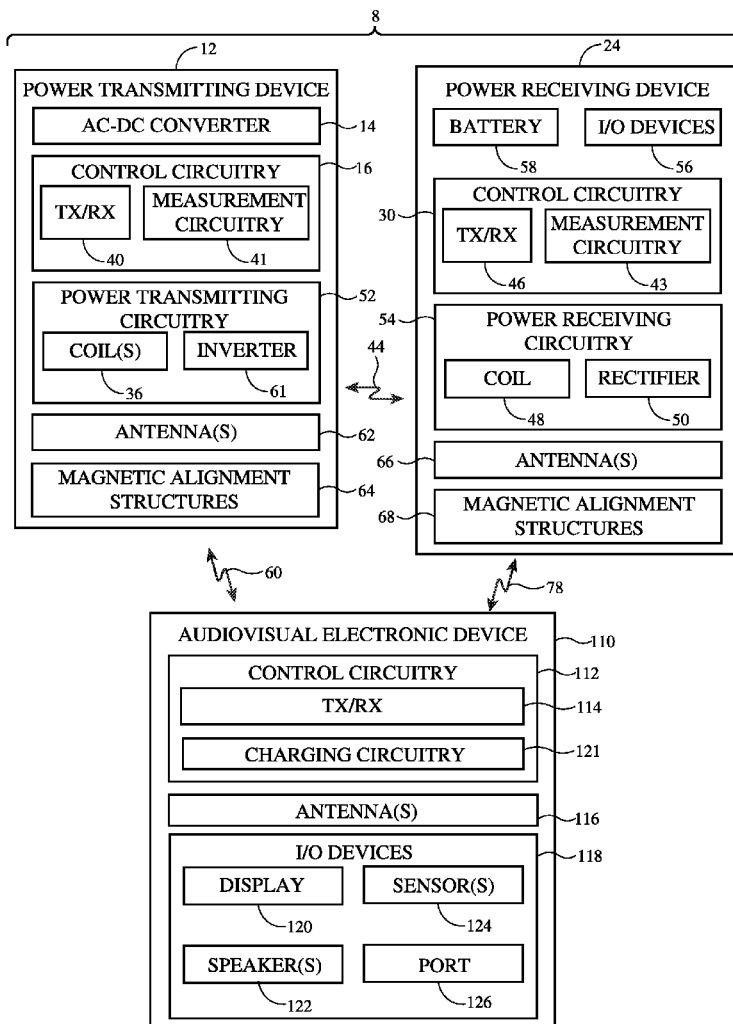 8
12
POWER TRANSMITTING DEVICE
AC-DC CONVERTER
14
CONTROL CIRCUITRY
16
TX/RX
MEASUREMENT
CIRCUITRY
40
41
POWER TRANSMITTING
CIRCUITRY
52
COIL(S)
INVERTER
36
61
ANTENNA(S)
62
MAGNETIC ALIGNMENT
STRUCTURES
64
44
24
POWER RECEIVING DEVICE
BATTERY
I/O DEVICES
58
56
CONTROL CIRCUITRY
30
TX/RX
MEASUREMENT
CIRCUITRY
46
43
54
POWER RECEIVING
CIRCUITRY
COIL
RECTIFIER
48
50
66
ANTENNA(S)
68
MAGNETIC ALIGNMENT
STRUCTURES
60
78
AUDIOVISUAL ELECTRONIC DEVICE
110
CONTROL CIRCUITRY
112
TX/RX
114
CHARGING CIRCUITRY
121
ANTENNA(S)
116
I/O DEVICES
118
DISPLAY
SENSOR(S)
120
124
SPEAKER(S)
PORT
122
126